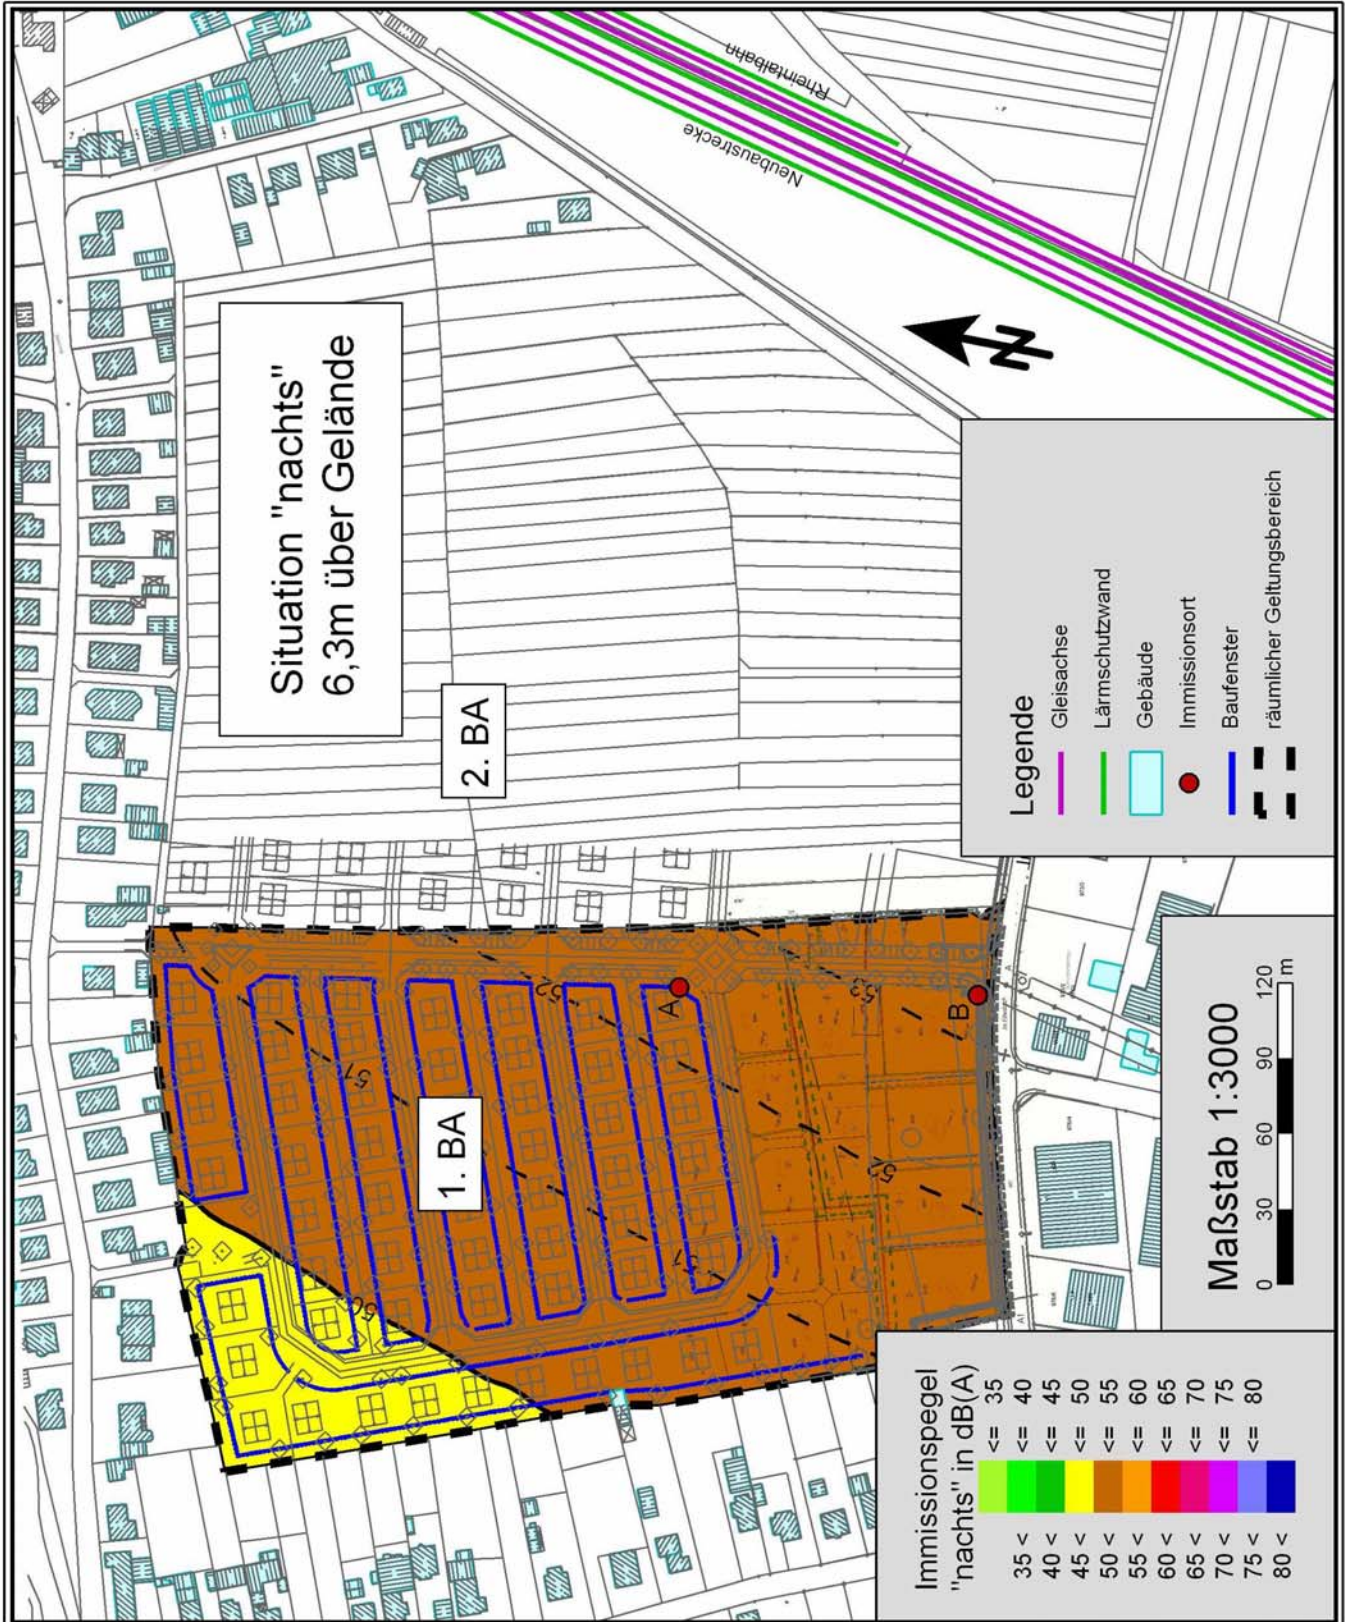 Situation "nachts"
6,3m über Gelände
Rheintalbahn
Neubaustrecke
N
2. BA
1. BA
51
52
53
A
B
50
51
52
Legende
Gleisachse
Lärmschutzwand
Gebäude
Immissionsort
Baufenster
räumlicher Geltungsbereich
Maßstab 1:3000
0 30 60 90 120
m
Immissionspegel
"nachts" in dB(A)
<= 35
35 < <= 40
40 < <= 45
45 < <= 50
50 < <= 55
55 < <= 60
60 < <= 65
65 < <= 70
70 < <= 75
75 < <= 80
80 <